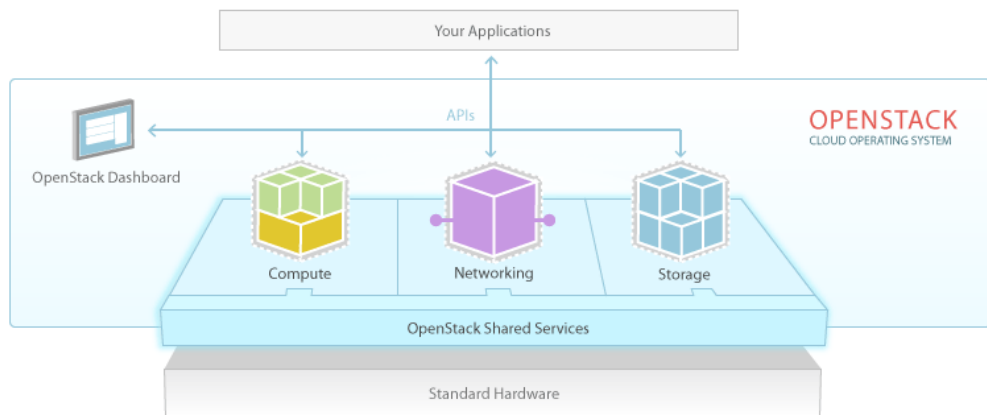 Your Applications
APIs
OPENSTACK
CLOUD OPERATING SYSTEM
OpenStack Dashboard
Compute
Networking
Storage
OpenStack Shared Services
Standard Hardware